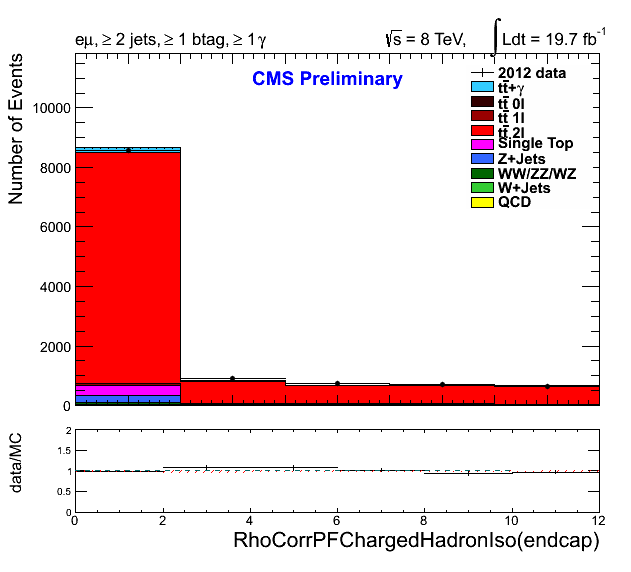 eμ, ≥ 2 jets, ≥ 1 btag, ≥ 1 γ
√s = 8 TeV, ∫ Ldt = 19.7 fb⁻¹
CMS Preliminary
Number of Events
10000
8000
6000
4000
2000
0
2012 data
tt̄+γ
tt̄ 0l
tt̄ 1l
tt̄ 2l
Single Top
Z+Jets
WW/ZZ/WZ
W+Jets
QCD
data/MC
2
1.5
1
0.5
0
0 2 4 6 8 10 12
RhoCorrPFChargedHadronIso(endcap)